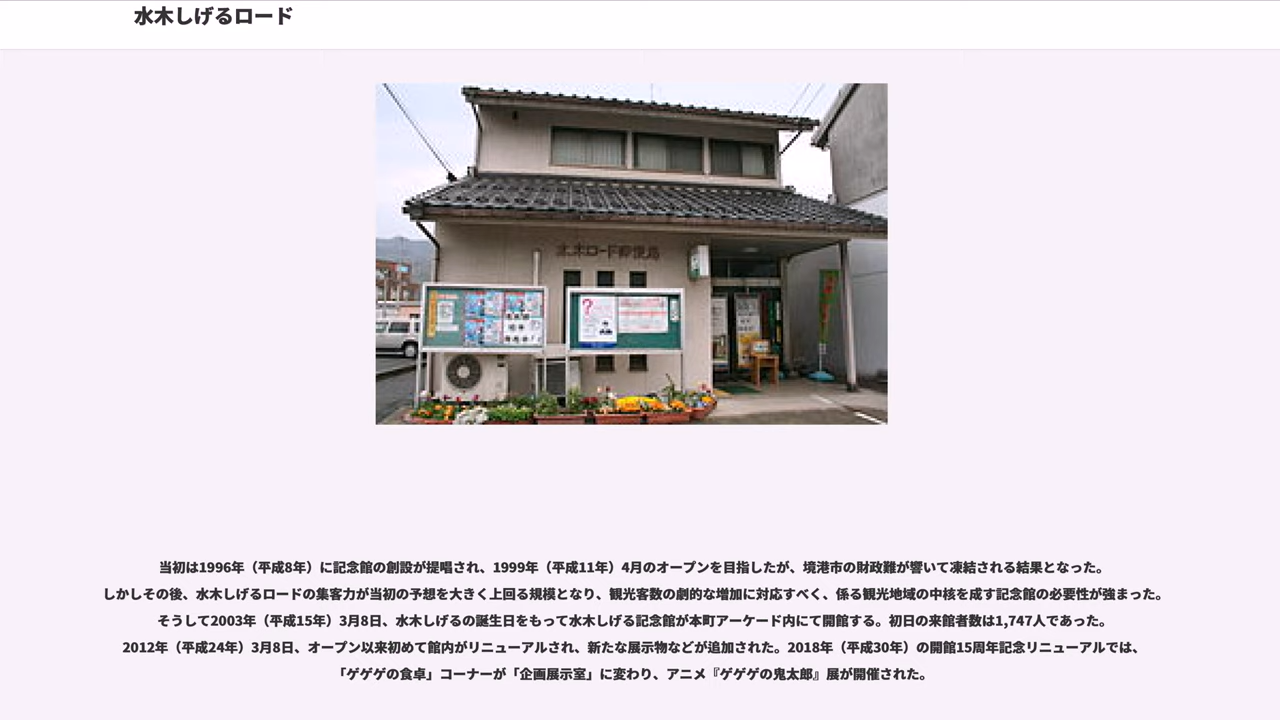 水木しげるロード
水木ロード郵便局
当初は1996年（平成8年）に記念館の創設が提唱され、1999年（平成11年）4月のオープンを目指したが、境港市の財政難が響いて凍結される結果となった。
しかしその後、水木しげるロードの集客力が当初の予想を大きく上回る規模となり、観光客数の劇的な増加に対応すべく、係る観光地域の中核を成す記念館の必要性が強まった。
そうして2003年（平成15年）3月8日、水木しげるの誕生日をもって水木しげる記念館が本町アーケード内にて開館する。初日の来館者数は1,747人であった。
2012年（平成24年）3月8日、オープン以来初めて館内がリニューアルされ、新たな展示物などが追加された。2018年（平成30年）の開館15周年記念リニューアルでは、
「ゲゲゲの食卓」コーナーが「企画展示室」に変わり、アニメ『ゲゲゲの鬼太郎』展が開催された。